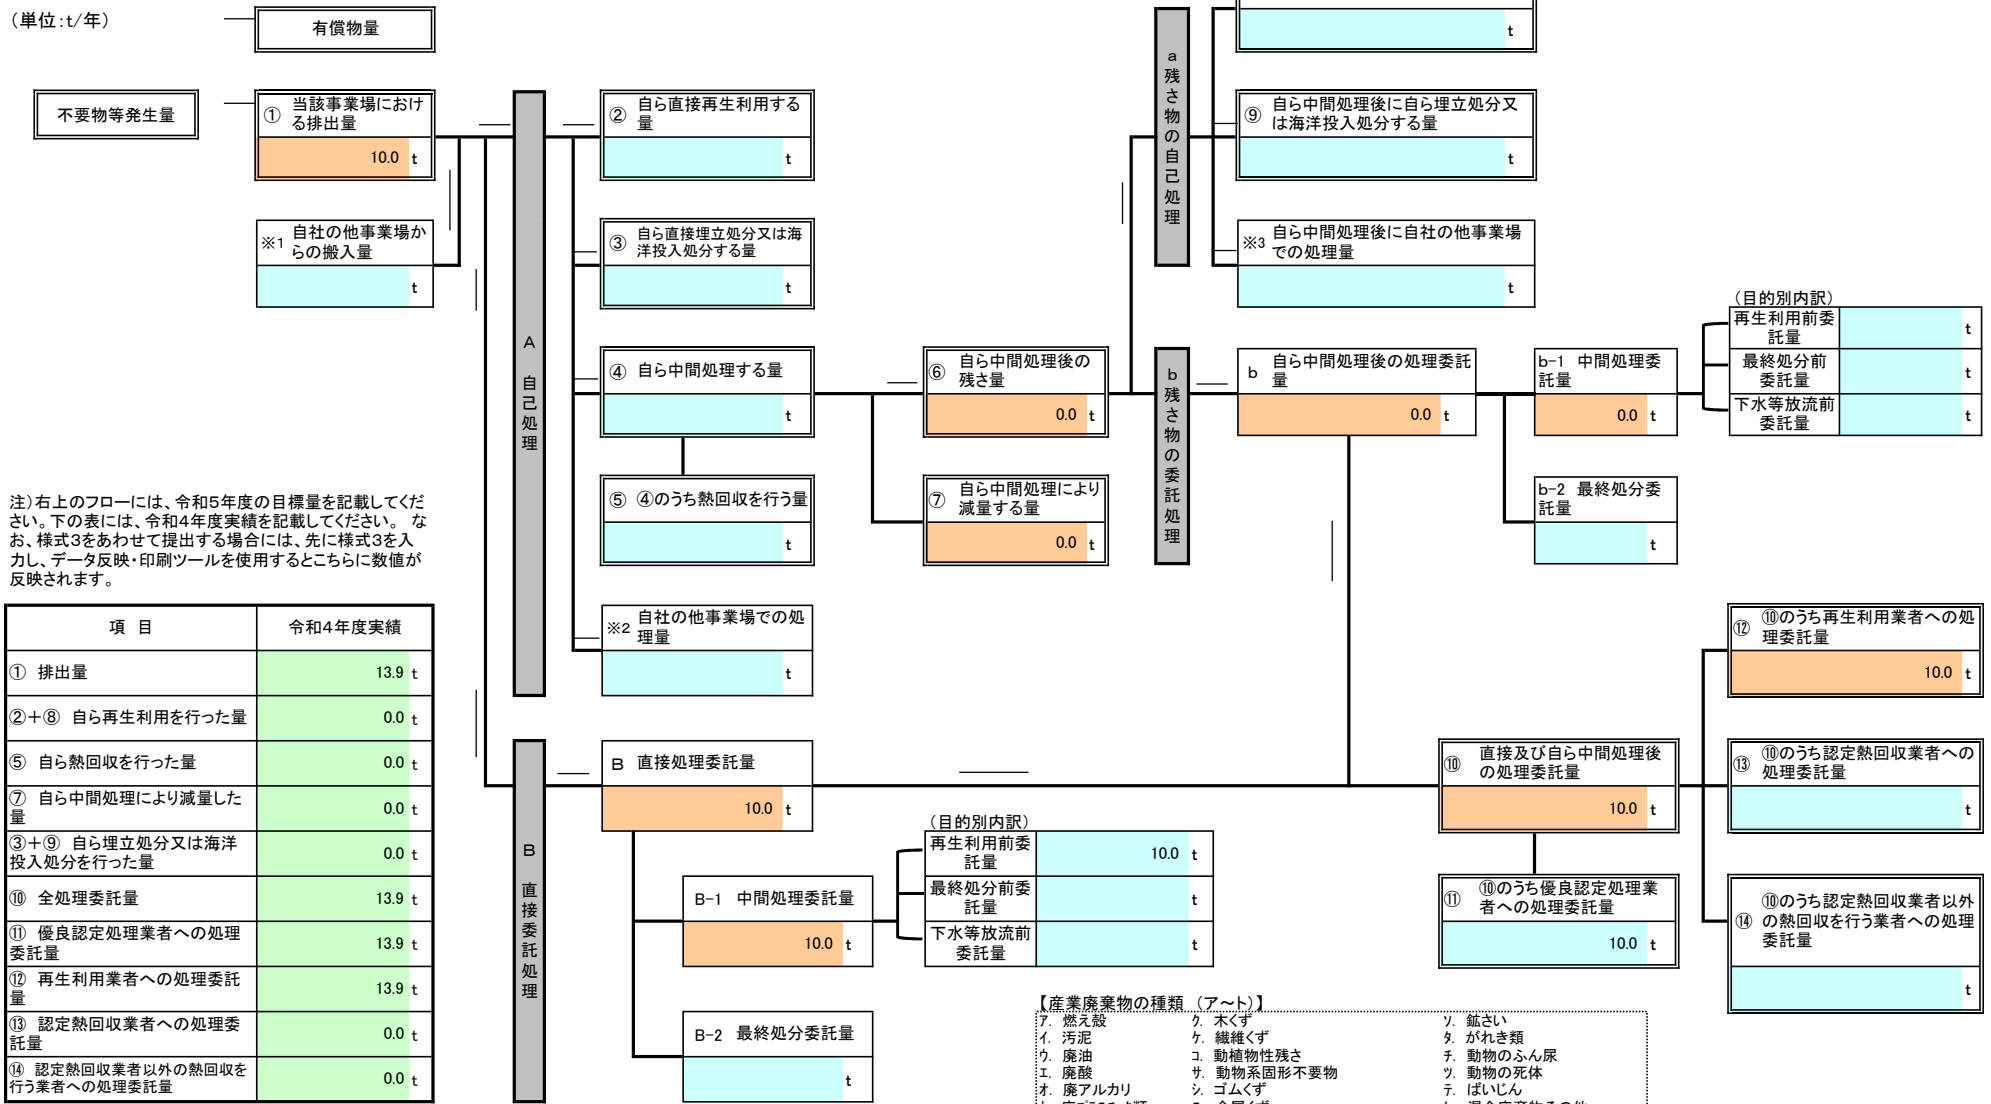 （単位:t/年）
有償物量
t
不要物等発生量
① 当該事業場におけ
る排出量
10.0 t
※1 自社の他事業場か
らの搬入量
t
A 自己処理
② 自ら直接再生利用する
量
t
③ 自ら直接埋立処分又は海
洋投入処分する量
t
④ 自ら中間処理する量
t
⑤ ④のうち熱回収を行う量
t
※2 自社の他事業場での処
理量
t
⑥ 自ら中間処理後の
残さ量
0.0 t
⑦ 自ら中間処理により
減量する量
0.0 t
a 残さ物の自己処理
⑨ 自ら中間処理後に自ら埋立処分又
は海洋投入処分する量
t
※3 自ら中間処理後に自社の他事業場
での処理量
t
b 残さ物の委託処理
b 自ら中間処理後の処理委託
量
0.0 t
b-1 中間処理委
託量
0.0 t
（目的別内訳）
再生利用前委
託量
t
最終処分前
委託量
t
下水等放流前
委託量
t
b-2 最終処分委
託量
t
注）右上のフローには、令和5年度の目標量を記載してくだ
さい。下の表には、令和4年度実績を記載してください。 な
お、様式3をあわせて提出する場合には、先に様式3を入
力し、データ反映・印刷ツールを使用するとこちらに数値が
反映されます。
項 目 令和4年度実績
① 排出量 13.9 t
②＋⑧ 自ら再生利用を行った量 0.0 t
⑤ 自ら熱回収を行った量 0.0 t
⑦ 自ら中間処理により減量した
量 0.0 t
③＋⑨ 自ら埋立処分又は海洋
投入処分を行った量 0.0 t
⑩ 全処理委託量 13.9 t
⑪ 優良認定処理業者への処理
委託量 13.9 t
⑫ 再生利用業者への処理委託
量 13.9 t
⑬ 認定熱回収業者への処理委
託量 0.0 t
⑭ 認定熱回収業者以外の熱回収を
行う業者への処理委託量 0.0 t
B 直接委託処理
B 直接処理委託量
10.0 t
B-1 中間処理委託量
10.0 t
（目的別内訳）
再生利用前委
託量
10.0 t
最終処分前委
託量
t
下水等放流前
委託量
t
B-2 最終処分委託量
t
⑩ 直接及び自ら中間処理後
の処理委託量
10.0 t
⑪ ⑩のうち優良認定処理業
者への処理委託量
10.0 t
⑫ ⑩のうち再生利用業者への処
理委託量
10.0 t
⑬ ⑩のうち認定熱回収業者への
処理委託量
t
⑭ ⑩のうち認定熱回収業者以外
の熱回収を行う業者への処理
委託量
t
【産業廃棄物の種類 （ア～ト）】
ア. 燃え殻 ク. 木くず ソ. 鉱さい
イ. 汚泥 ケ. 繊維くず タ. がれき類
ウ. 廃油 コ. 動植物性残さ チ. 動物のふん尿
エ. 廃酸 サ. 動物系固形不要物 ツ. 動物の死体
オ. 廃アルカリ シ. ゴムくず テ. ばいじん